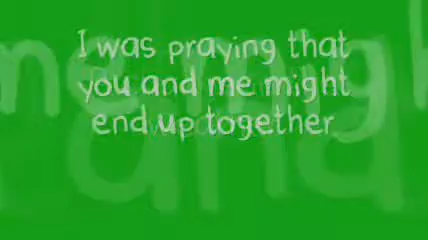 I was praying that
you and me might
end up together